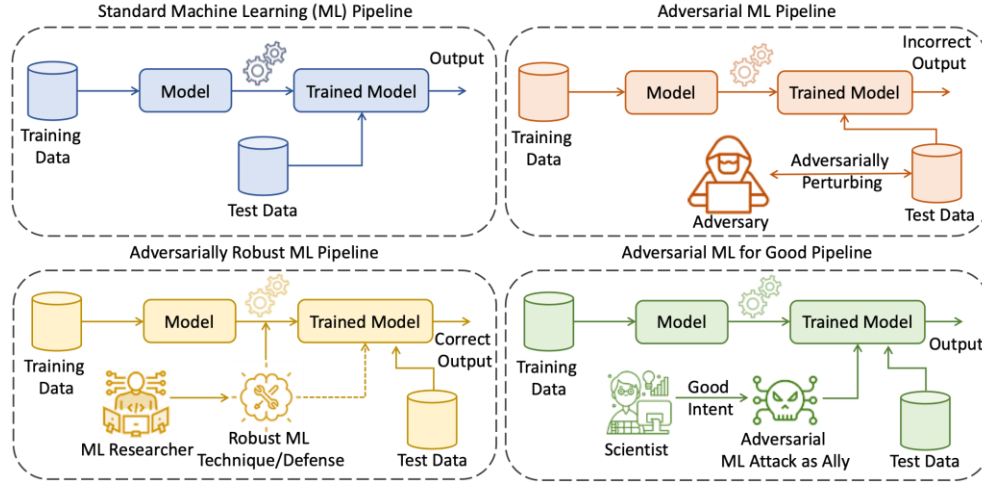 Standard Machine Learning (ML) Pipeline
Output
Model
Trained Model
Training
Data
Test Data
Adversarial ML Pipeline
Incorrect
Output
Model
Trained Model
Training
Data
Adversarially
Perturbing
Adversary
Test Data
Adversarially Robust ML Pipeline
Model
Trained Model
Correct
Output
Training
Data
ML Researcher
Robust ML
Technique/Defense
Test Data
Adversarial ML for Good Pipeline
Model
Trained Model
Output
Training
Data
Good
Intent
Scientist
Adversarial
ML Attack as Ally
Test Data